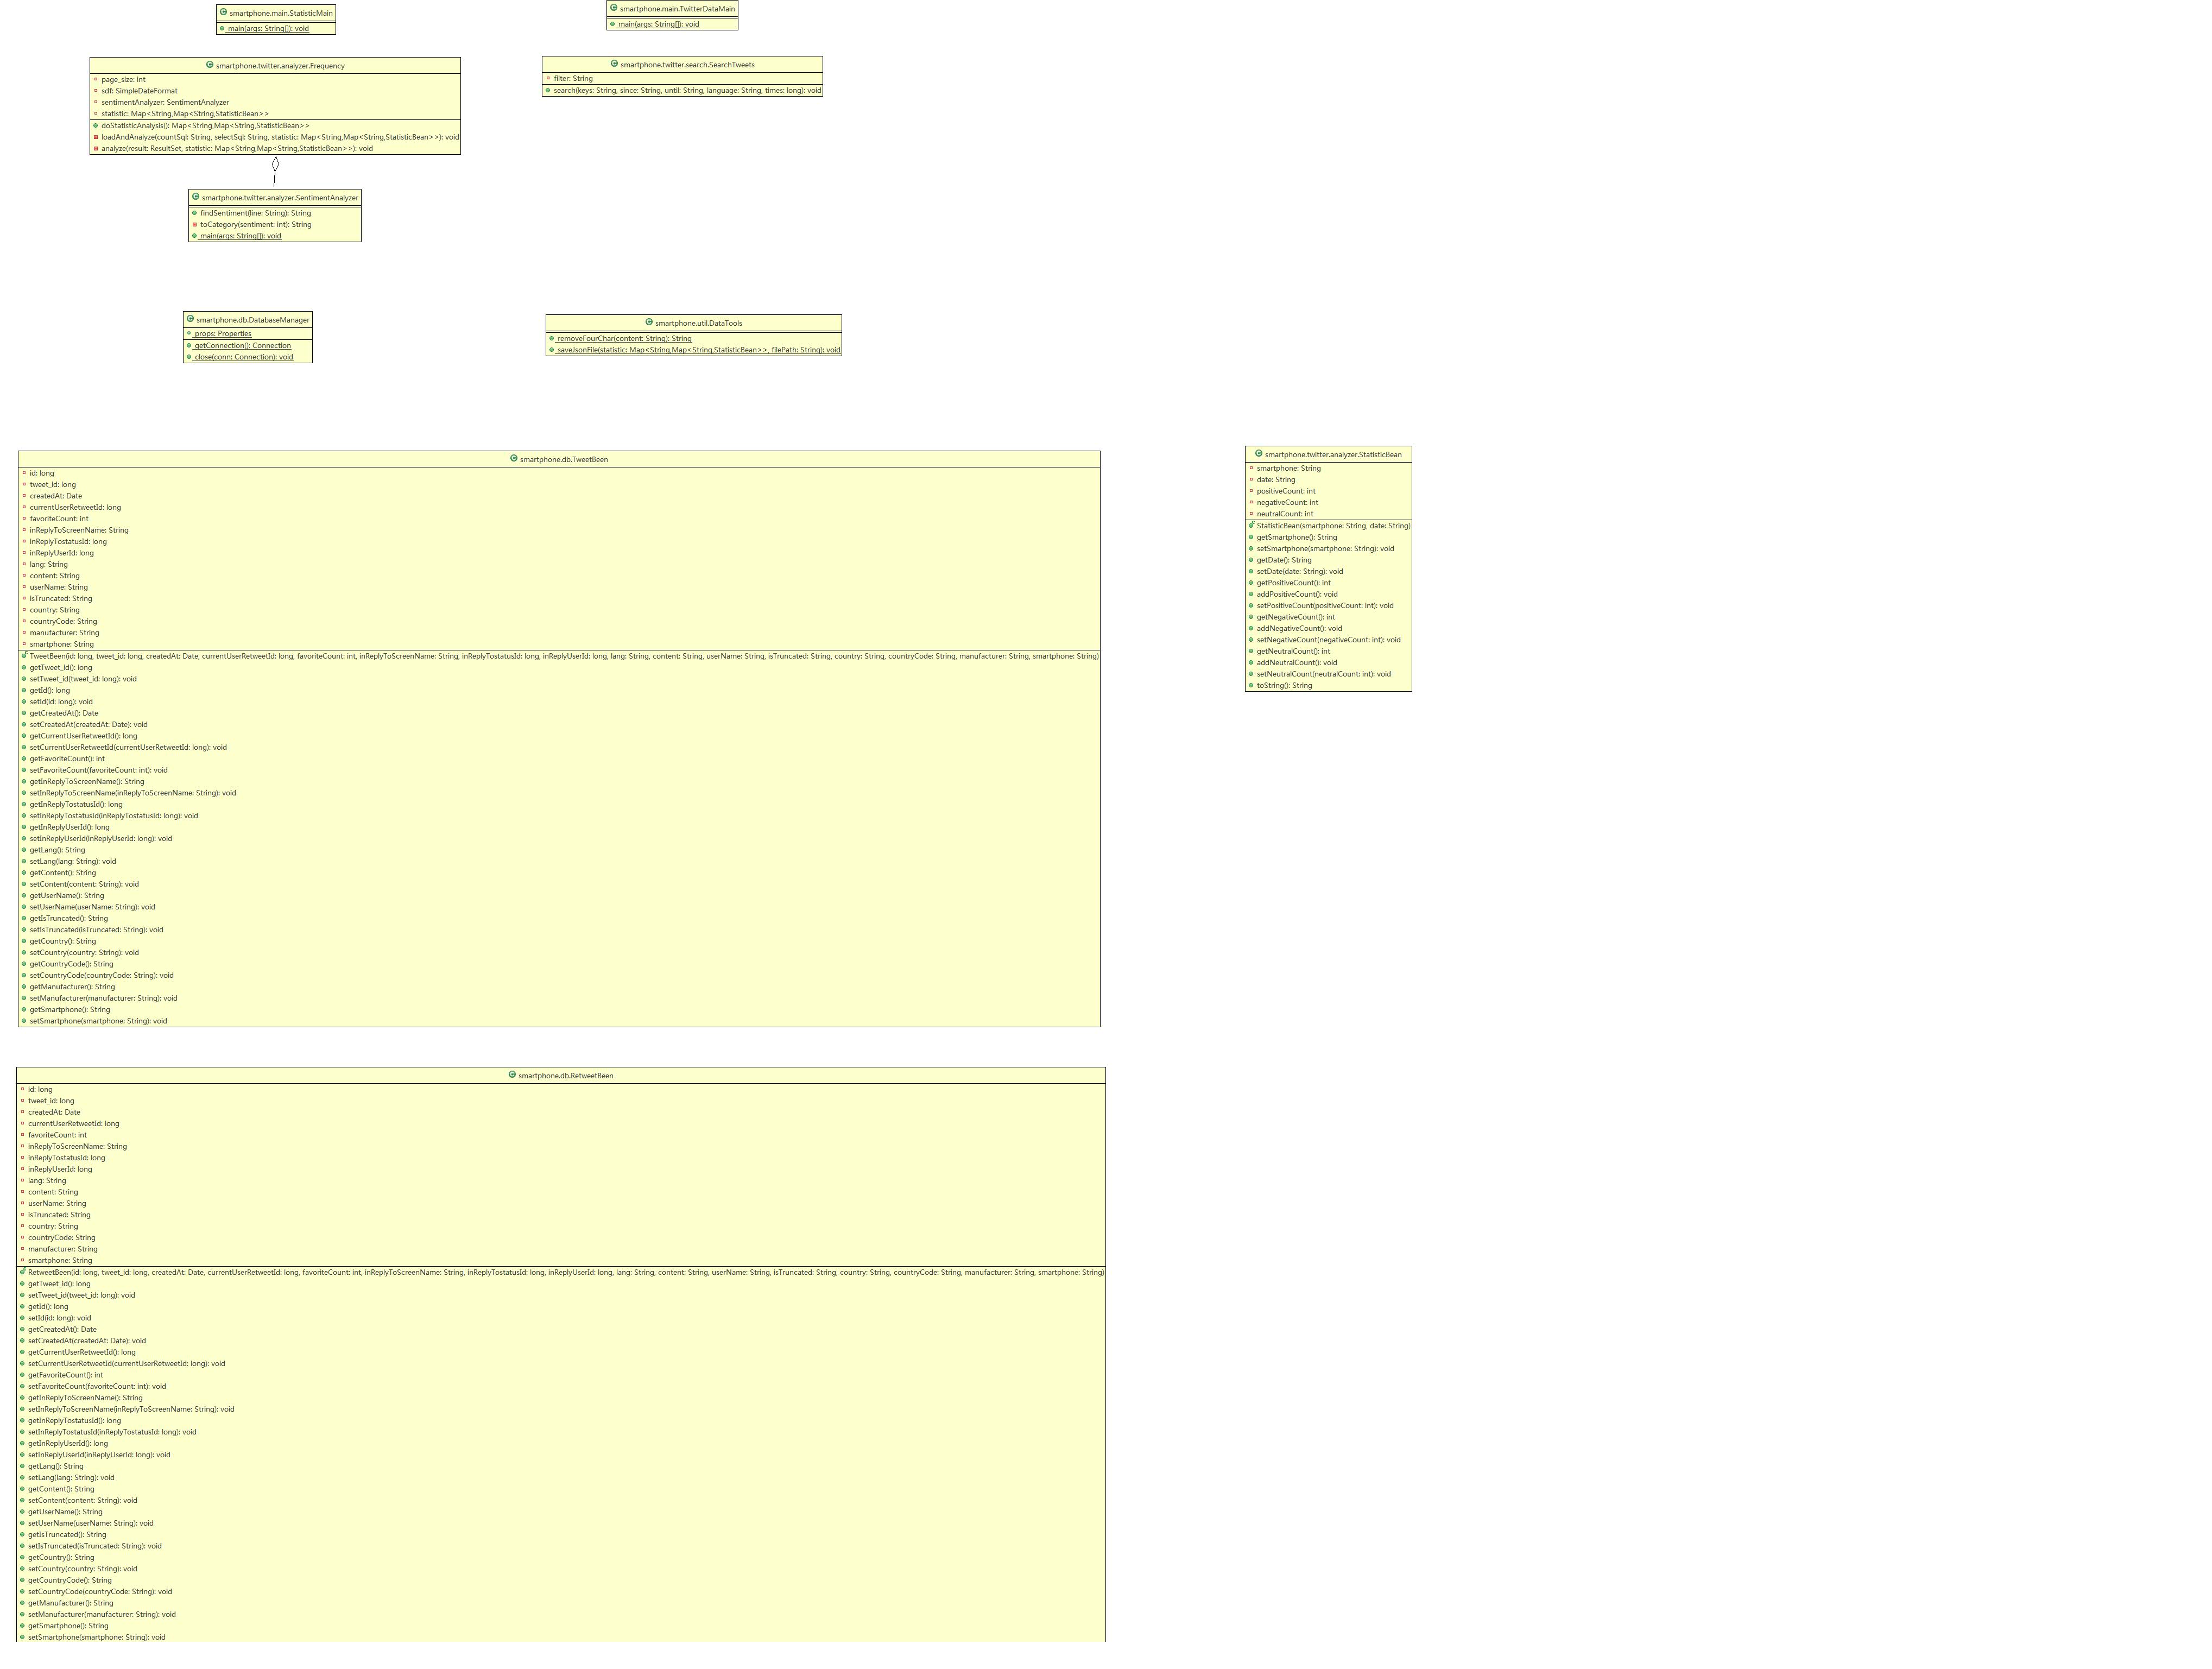 smartphone.main.StatisticMain
main(args: String[]): void
smartphone.main.TwitterDataMain
main(args: String[]): void
smartphone.twitter.analyzer.Frequency
page_size: int
sdf: SimpleDateFormat
sentimentAnalyzer: SentimentAnalyzer
statistic: Map<String,Map<String,StatisticBean>>
doStatisticAnalysis(): Map<String,Map<String,StatisticBean>>
loadAndAnalyze(countSql: String, selectSql: String, statistic: Map<String,Map<String,StatisticBean>>): void
analyze(result: ResultSet, statistic: Map<String,Map<String,StatisticBean>>): void
smartphone.twitter.search.SearchTweets
filter: String
search(keys: String, since: String, until: String, language: String, times: long): void
smartphone.twitter.analyzer.SentimentAnalyzer
findSentiment(line: String): String
toCategory(sentiment: int): String
main(args: String[]): void
smartphone.db.DatabaseManager
props: Properties
getConnection(): Connection
close(conn: Connection): void
smartphone.util.DataTools
removeFourChar(content: String): String
saveJsonFile(statistic: Map<String,Map<String,StatisticBean>>, filePath: String): void
smartphone.db.TweetBeen
id: long
tweet_id: long
createdAt: Date
currentUserRetweetId: long
favoriteCount: int
inReplyToScreenName: String
inReplyTostatusId: long
inReplyUserId: long
lang: String
content: String
userName: String
isTruncated: String
country: String
countryCode: String
manufacturer: String
smartphone: String
TweetBeen(id: long, tweet_id: long, createdAt: Date, currentUserRetweetId: long, favoriteCount: int, inReplyToScreenName: String, inReplyTostatusId: long, inReplyUserId: long, lang: String, content: String, userName: String, isTruncated: String, country: String, countryCode: String, manufacturer: String, smartphone: String)
getTweet_id(): long
setTweet_id(tweet_id: long): void
getId(): long
setId(id: long): void
getCreatedAt(): Date
setCreatedAt(createdAt: Date): void
getCurrentUserRetweetId(): long
setCurrentUserRetweetId(currentUserRetweetId: long): void
getFavoriteCount(): int
setFavoriteCount(favoriteCount: int): void
getInReplyToScreenName(): String
setInReplyToScreenName(inReplyToScreenName: String): void
getInReplyTostatusId(): long
setInReplyTostatusId(inReplyTostatusId: long): void
getInReplyUserId(): long
setInReplyUserId(inReplyUserId: long): void
getLang(): String
setLang(lang: String): void
getContent(): String
setContent(content: String): void
getUserName(): String
setUserName(userName: String): void
getIsTruncated(): String
setIsTruncated(isTruncated: String): void
getCountry(): String
setCountry(country: String): void
getCountryCode(): String
setCountryCode(countryCode: String): void
getManufacturer(): String
setManufacturer(manufacturer: String): void
getSmartphone(): String
setSmartphone(smartphone: String): void
smartphone.twitter.analyzer.StatisticBean
smartphone: String
date: String
positiveCount: int
negativeCount: int
neutralCount: int
StatisticBean(smartphone: String, date: String)
getSmartphone(): String
setSmartphone(smartphone: String): void
getDate(): String
setDate(date: String): void
getPositiveCount(): int
addPositiveCount(): void
setPositiveCount(positiveCount: int): void
getNegativeCount(): int
addNegativeCount(): void
setNegativeCount(negativeCount: int): void
getNeutralCount(): int
addNeutralCount(): void
setNeutralCount(neutralCount: int): void
toString(): String
smartphone.db.RetweetBeen
id: long
tweet_id: long
createdAt: Date
currentUserRetweetId: long
favoriteCount: int
inReplyToScreenName: String
inReplyTostatusId: long
inReplyUserId: long
lang: String
content: String
userName: String
isTruncated: String
country: String
countryCode: String
manufacturer: String
smartphone: String
RetweetBeen(id: long, tweet_id: long, createdAt: Date, currentUserRetweetId: long, favoriteCount: int, inReplyToScreenName: String, inReplyTostatusId: long, inReplyUserId: long, lang: String, content: String, userName: String, isTruncated: String, country: String, countryCode: String, manufacturer: String, smartphone: String)
getTweet_id(): long
setTweet_id(tweet_id: long): void
getId(): long
setId(id: long): void
getCreatedAt(): Date
setCreatedAt(createdAt: Date): void
getCurrentUserRetweetId(): long
setCurrentUserRetweetId(currentUserRetweetId: long): void
getFavoriteCount(): int
setFavoriteCount(favoriteCount: int): void
getInReplyToScreenName(): String
setInReplyToScreenName(inReplyToScreenName: String): void
getInReplyTostatusId(): long
setInReplyTostatusId(inReplyTostatusId: long): void
getInReplyUserId(): long
setInReplyUserId(inReplyUserId: long): void
getLang(): String
setLang(lang: String): void
getContent(): String
setContent(content: String): void
getUserName(): String
setUserName(userName: String): void
getIsTruncated(): String
setIsTruncated(isTruncated: String): void
getCountry(): String
setCountry(country: String): void
getCountryCode(): String
setCountryCode(countryCode: String): void
getManufacturer(): String
setManufacturer(manufacturer: String): void
getSmartphone(): String
setSmartphone(smartphone: String): void